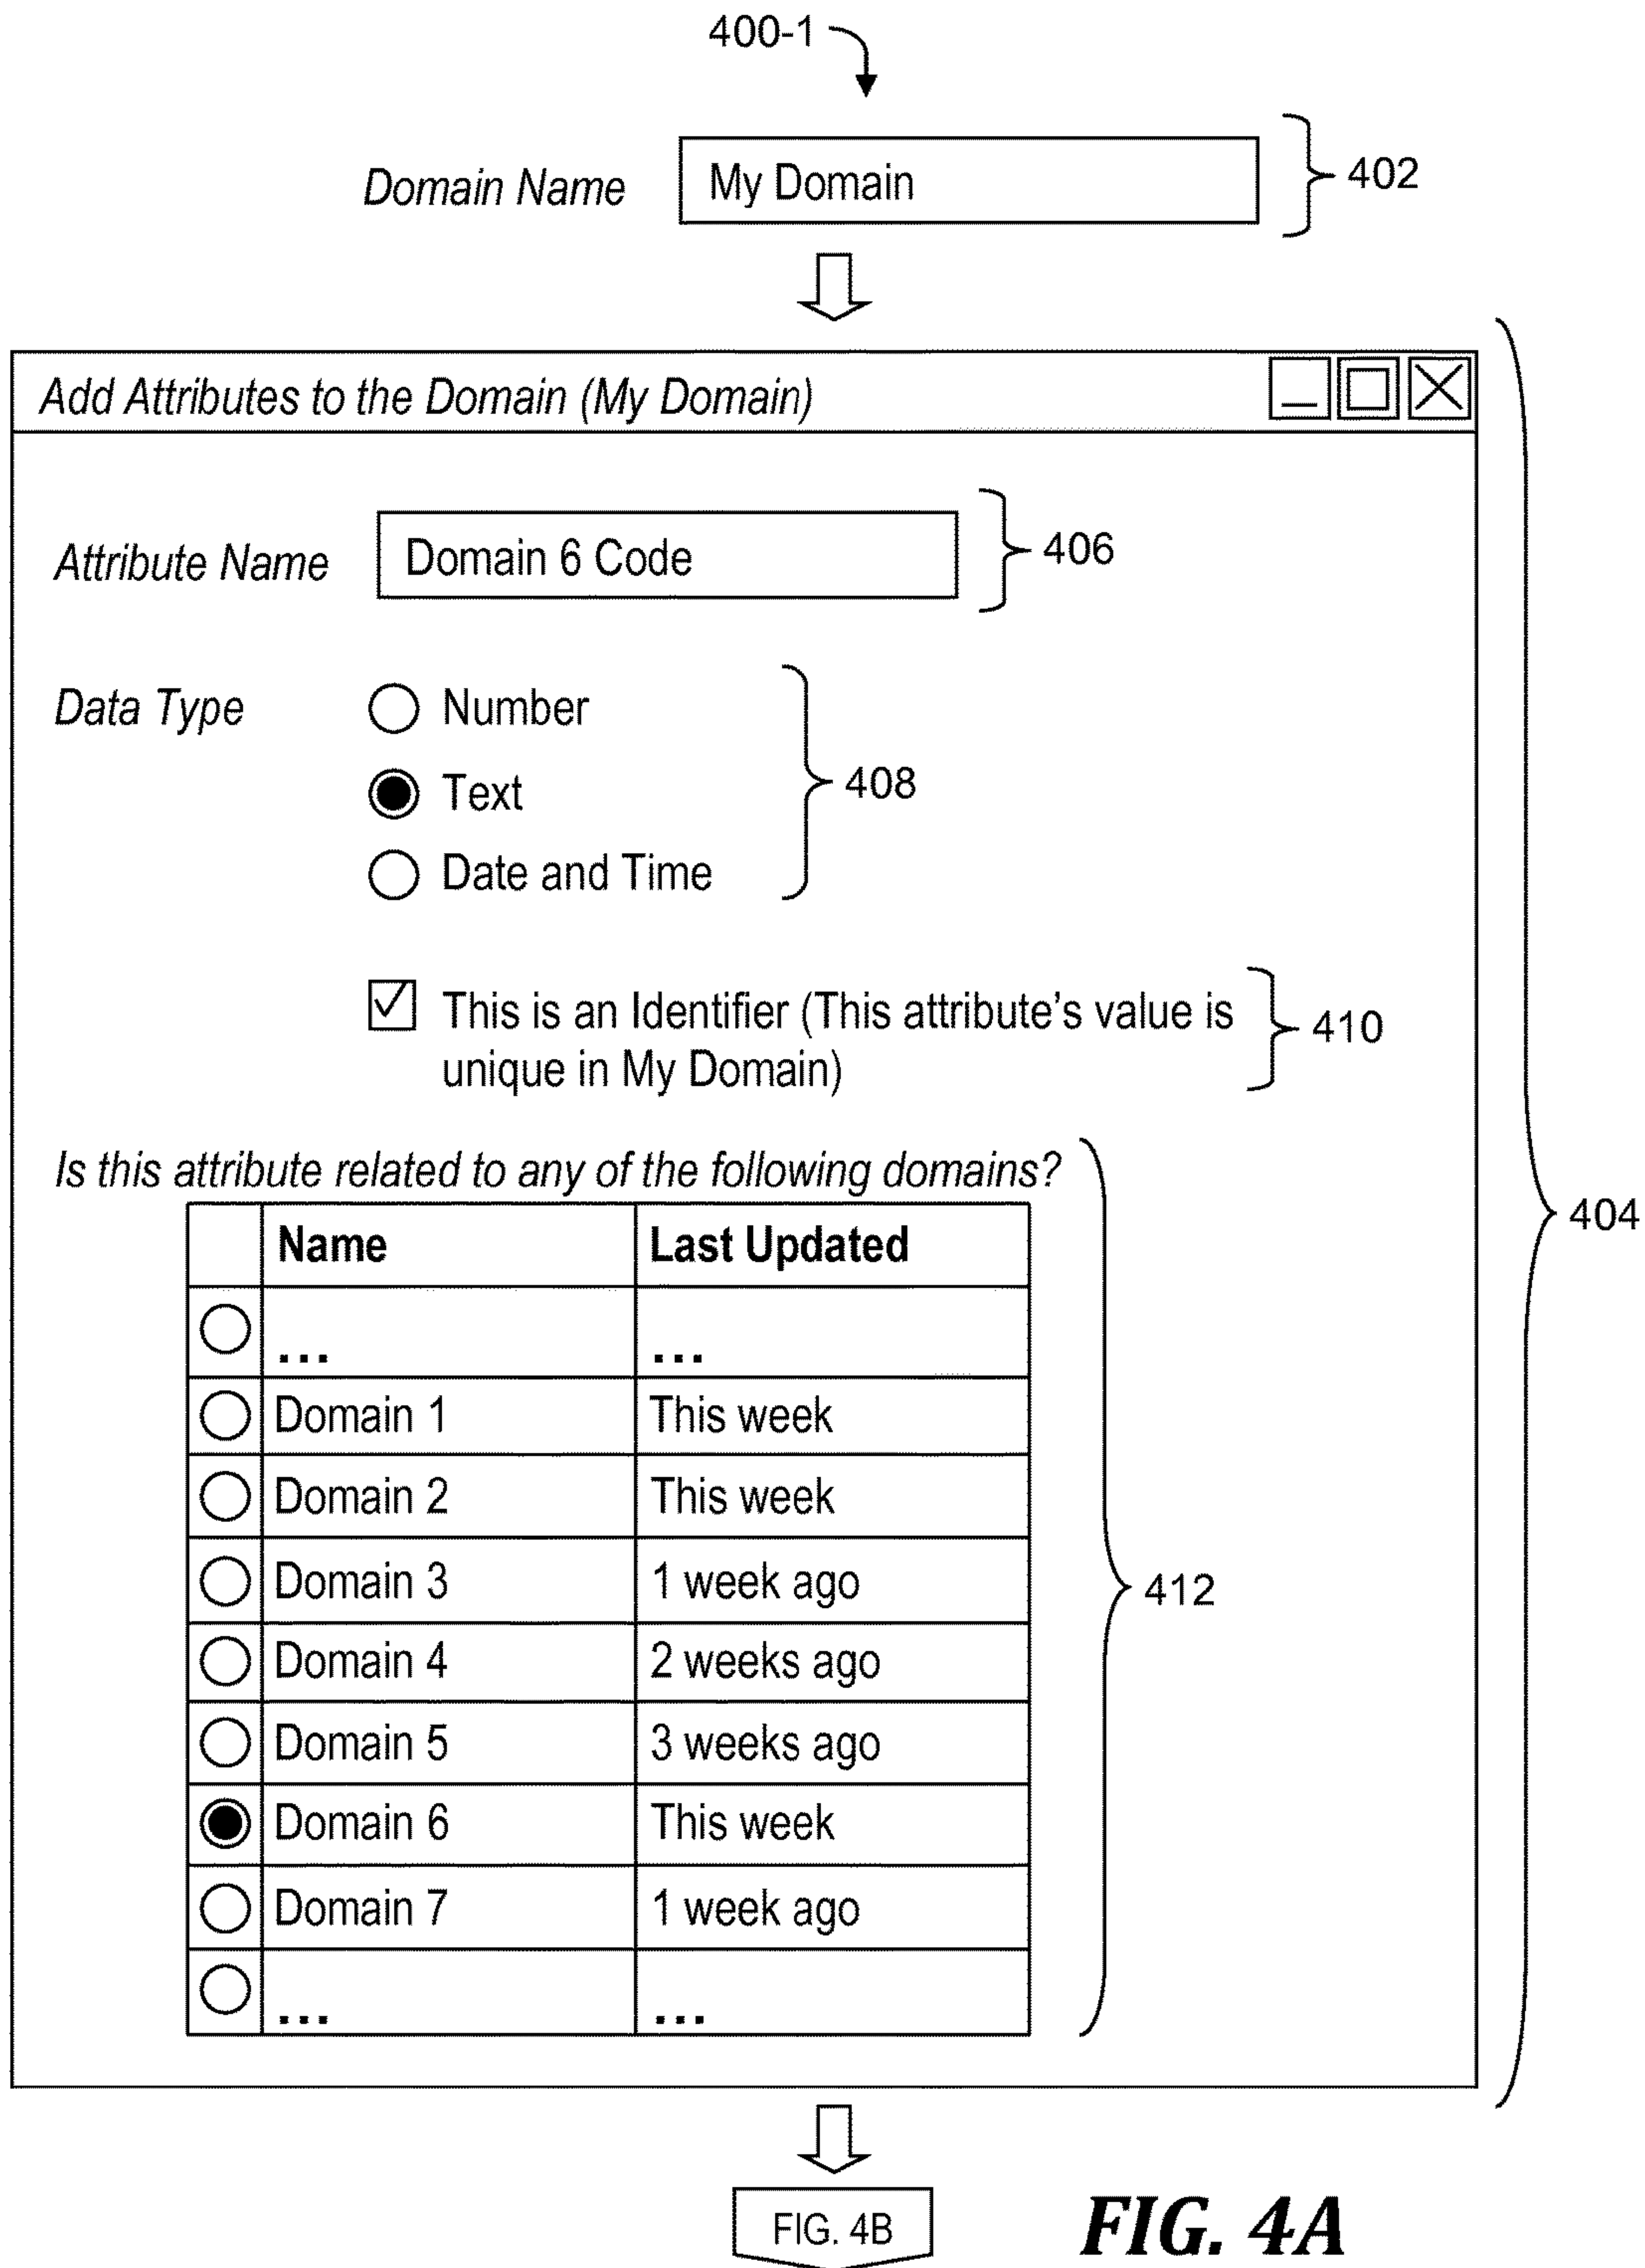 400-1
Domain Name My Domain 402
Add Attributes to the Domain (My Domain)
Attribute Name Domain 6 Code 406
Data Type Number
Text 408
Date and Time
This is an Identifier (This attribute's value is
unique in My Domain) 410
Is this attribute related to any of the following domains?
404
Name Last Updated
... ...
Domain 1 This week
Domain 2 This week
Domain 3 1 week ago
412
Domain 4 2 weeks ago
Domain 5 3 weeks ago
Domain 6 This week
Domain 7 1 week ago
... ...
FIG. 4B
FIG. 4A